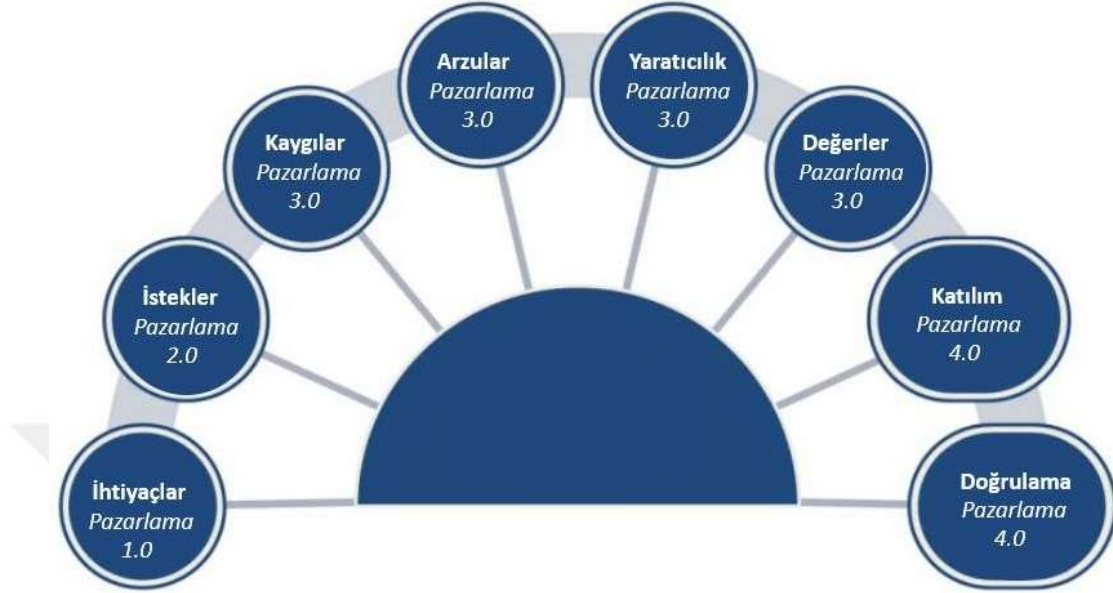 Arzular
Pazarlama
3.0
Yaratıcılık
Pazarlama
3.0
Kaygılar
Pazarlama
3.0
Değerler
Pazarlama
3.0
İstekler
Pazarlama
2.0
Katılım
Pazarlama
4.0
İhtiyaçlar
Pazarlama
1.0
Doğrulama
Pazarlama
4.0